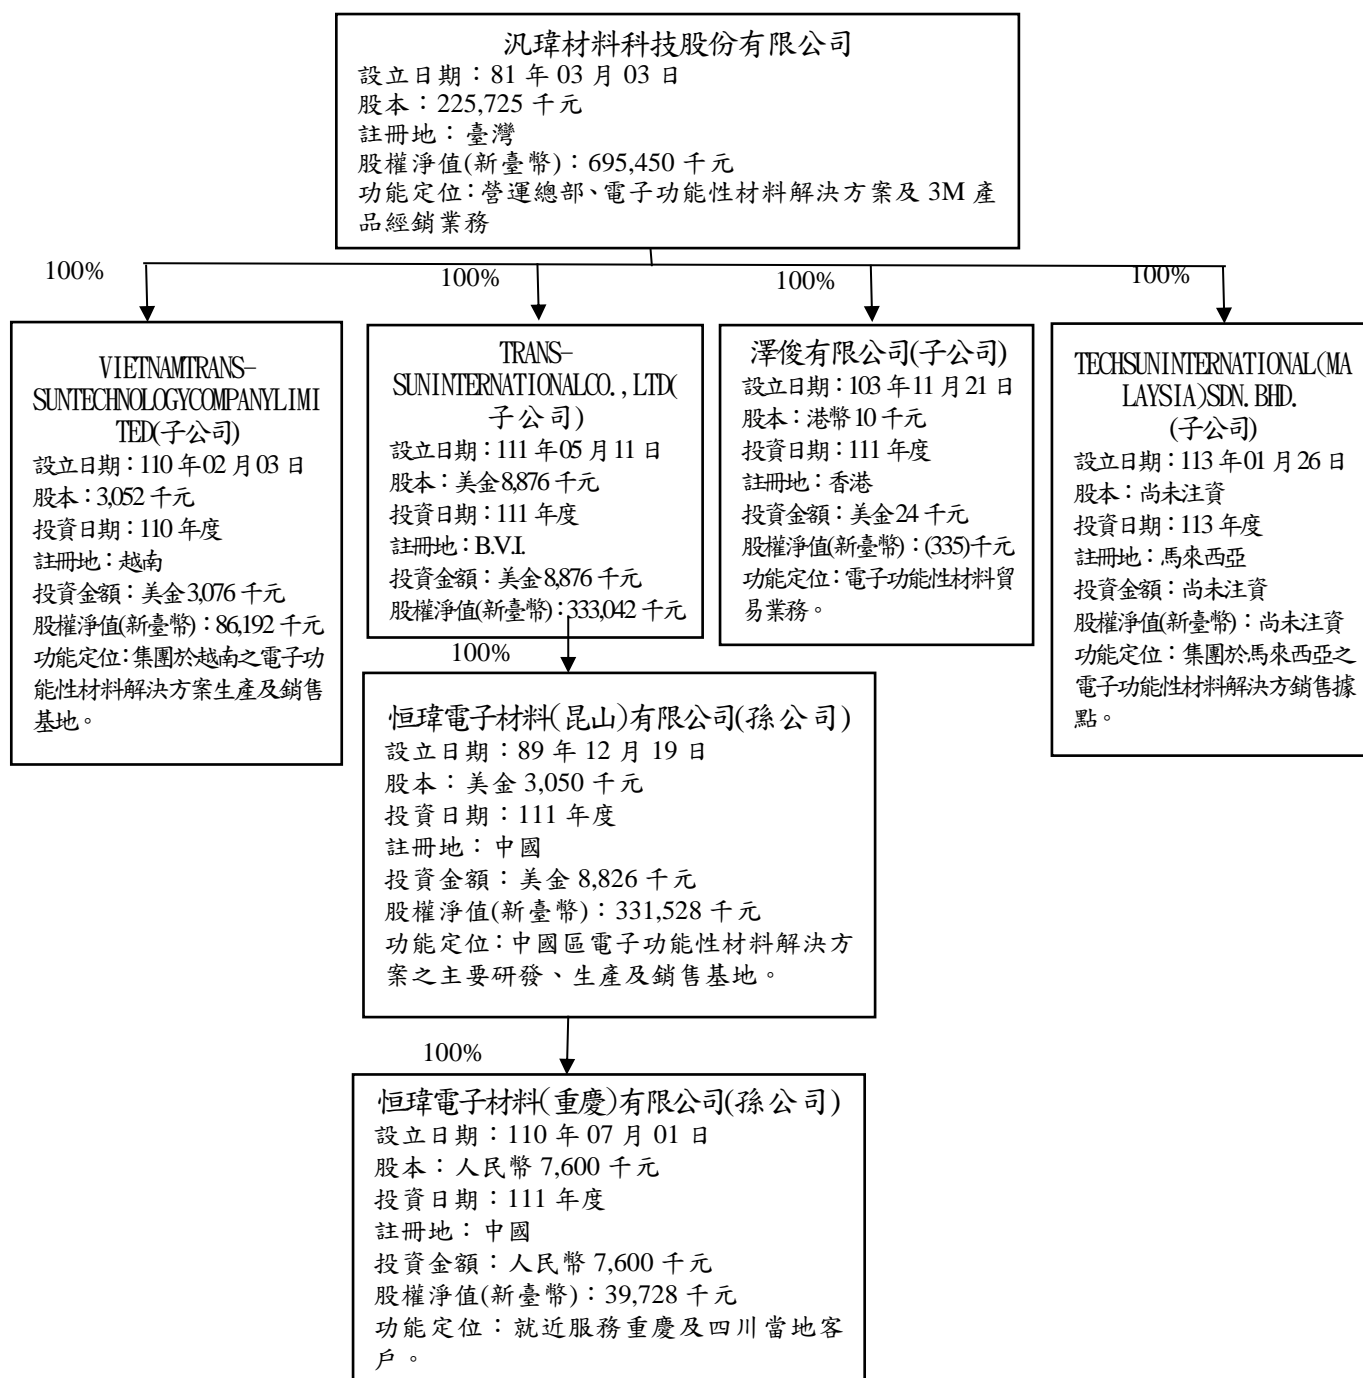 汎瑋材料科技股份有限公司
設立日期：81 年 03 月 03 日
股本：225,725 千元
註冊地：臺灣
股權淨值(新臺幣)：695,450 千元
功能定位：營運總部、電子功能性材料解決方案及 3M 產
品經銷業務
100%
100%
100%
100%
VIETNAMTRANS-
SUNTECHNOLOGYCOMPANYLIMI
TED(子公司)
設立日期：110 年 02 月 03 日
股本：3,052 千元
投資日期：110 年度
註冊地：越南
投資金額：美金 3,076 千元
股權淨值(新臺幣)：86,192 千元
功能定位：集團於越南之電子功
能性材料解決方案生產及銷售
基地。
TRANS-
SUNINTERNATIONALCO.,LTD(
子公司)
設立日期：111 年 05 月 11 日
股本：美金 8,876 千元
投資日期：111 年度
註冊地：B.V.I.
投資金額：美金 8,876 千元
股權淨值(新臺幣)：333,042 千元
澤俊有限公司(子公司)
設立日期：103 年 11 月 21 日
股本：港幣 10 千元
投資日期：111 年度
註冊地：香港
投資金額：美金 24 千元
股權淨值(新臺幣)：(335)千元
功能定位：電子功能性材料貿
易業務。
TECHSUNINTERNATIONAL(MA
LAYSIA)SDN.BHD.
(子公司)
設立日期：113 年 01 月 26 日
股本：尚未注資
投資日期：113 年度
註冊地：馬來西亞
投資金額：尚未注資
股權淨值(新臺幣)：尚未注資
功能定位：集團於馬來西亞之
電子功能性材料解決方銷售據
點。
100%
恒瑋電子材料(昆山)有限公司(孫公司)
設立日期：89 年 12 月 19 日
股本：美金 3,050 千元
投資日期：111 年度
註冊地：中國
投資金額：美金 8,826 千元
股權淨值(新臺幣)：331,528 千元
功能定位：中國區電子功能性材料解決方
案之主要研發、生產及銷售基地。
100%
恒瑋電子材料(重慶)有限公司(孫公司)
設立日期：110 年 07 月 01 日
股本：人民幣 7,600 千元
投資日期：111 年度
註冊地：中國
投資金額：人民幣 7,600 千元
股權淨值(新臺幣)：39,728 千元
功能定位：就近服務重慶及四川當地客
戶。